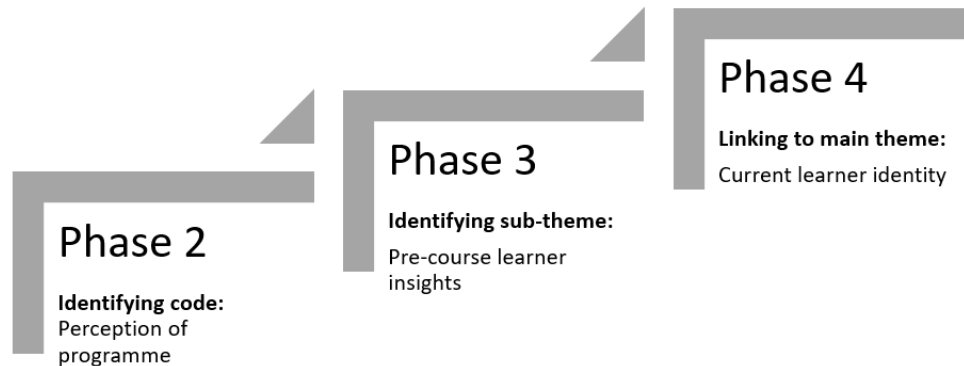 Phase 2
Identifying code:
Perception of
programme
Phase 3
Identifying sub-theme:
Pre-course learner
insights
Phase 4
Linking to main theme:
Current learner identity